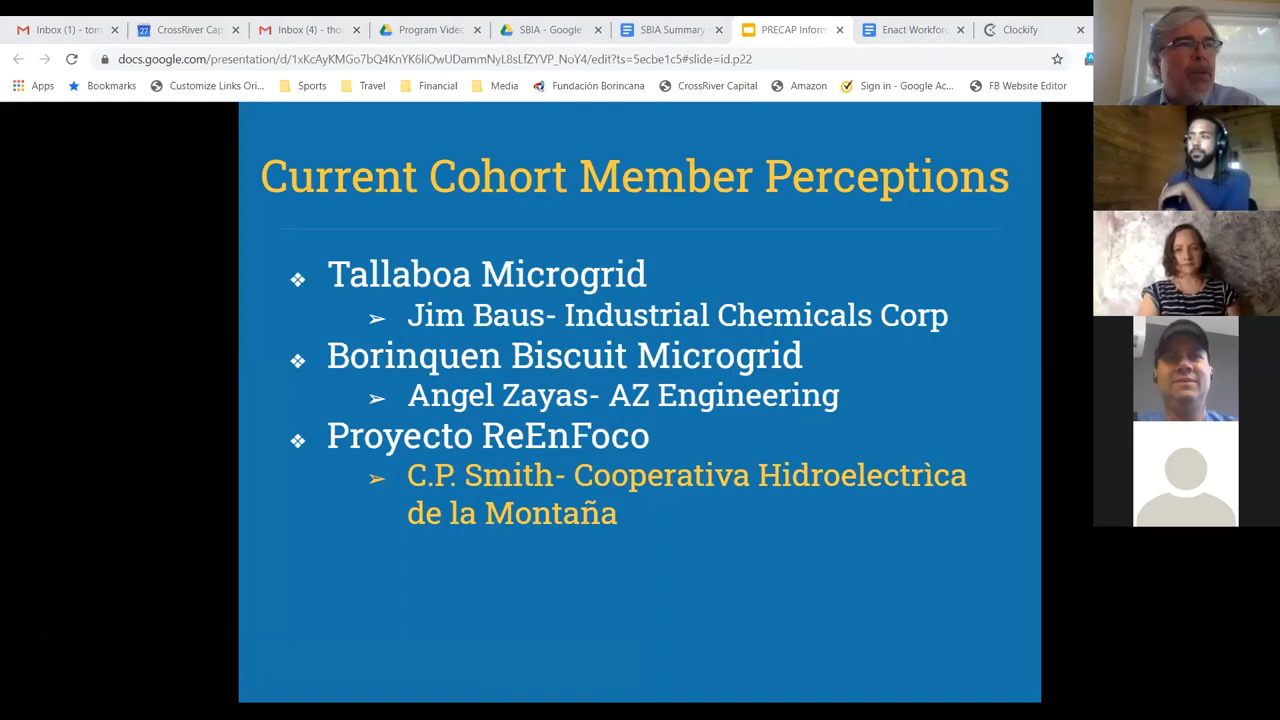 Inbox (1) - tom
CrossRiver Cap
Inbox (4) - tho
Program Video
SBIA - Google
SBIA Summary
PRECAP Inform
Enact Workforc
Clockify
27
docs.google.com/presentation/d/1xKcAyKMGo7bQ4KnYK6liOwUDammNyL8sLfZYVP_NoY4/edit?ts=5ecbe1c5#slide=id.p22
Apps
Bookmarks
Customize Links Ori...
Sports
Travel
Financial
Media
Fundación Borincana
CrossRiver Capital
Amazon
Sign in - Google Ac...
FB Website Editor
Current Cohort Member Perceptions
❖ Tallaboa Microgrid
➢ Jim Baus- Industrial Chemicals Corp
❖ Borinquen Biscuit Microgrid
➢ Angel Zayas- AZ Engineering
❖ Proyecto ReEnFoco
➢ C.P. Smith- Cooperativa Hidroelectrìca
de la Montaña